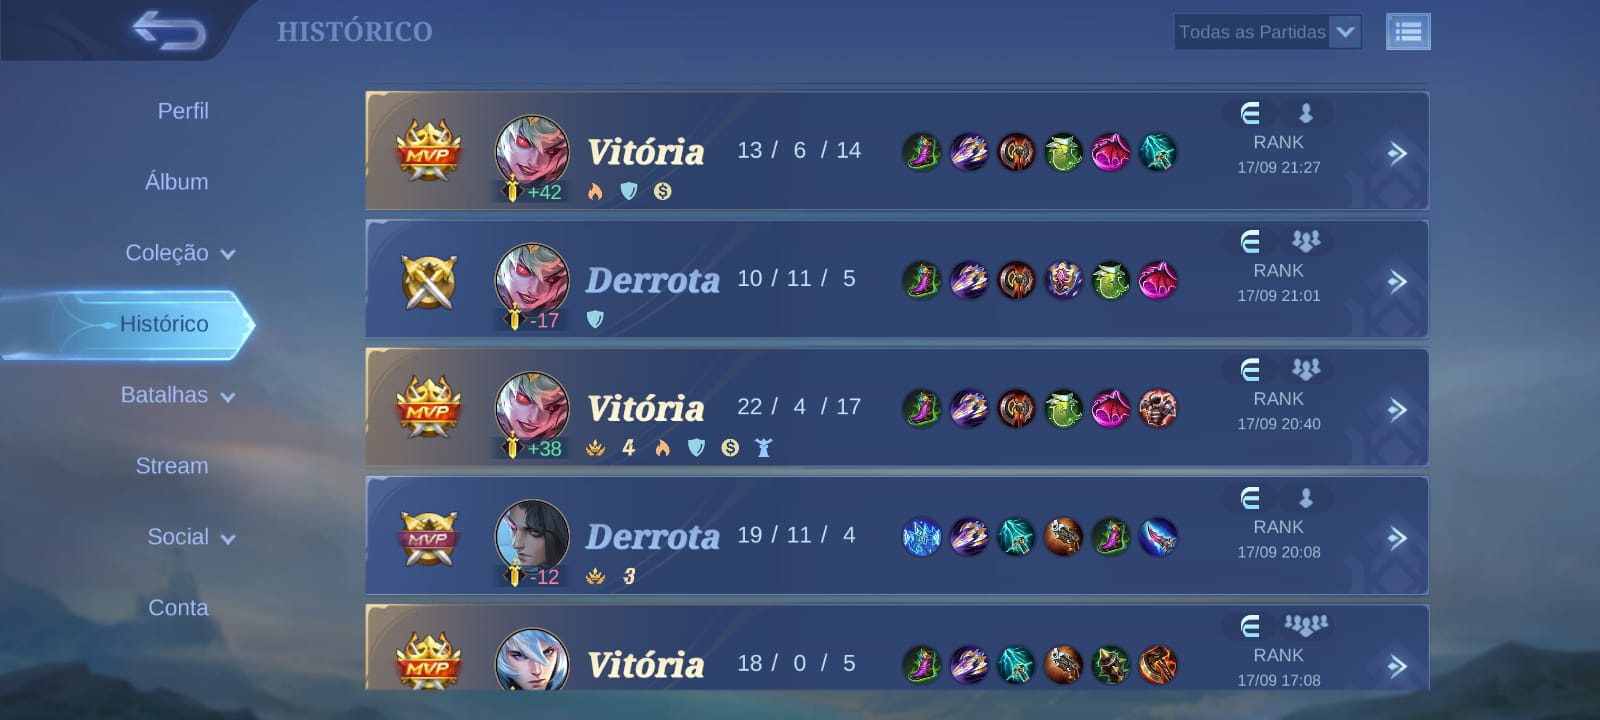 HISTÓRICO
Todas as Partidas
Perfil
Álbum
Coleção
Histórico
Batalhas
Stream
Social
Conta
MVP
+42
Vitória
13 / 6 / 14
RANK
17/09 21:27
-17
Derrota
10 / 11 / 5
RANK
17/09 21:01
MVP
+38
Vitória
22 / 4 / 17
4
RANK
17/09 20:40
MVP
-12
Derrota
19 / 11 / 4
3
RANK
17/09 20:08
MVP
Vitória
18 / 0 / 5
RANK
17/09 17:08